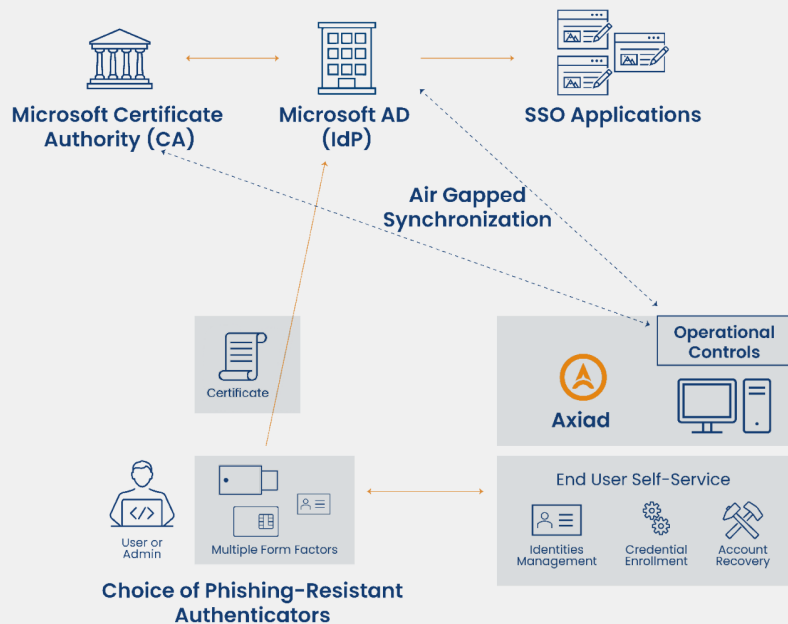 Microsoft Certificate
Authority (CA)
Microsoft AD
(IdP)
SSO Applications
Air Gapped
Synchronization
Operational
Controls
Certificate
Axiad
</>
User or
Admin
Multiple Form Factors
End User Self-Service
Identities
Management
Credential
Enrollment
Account
Recovery
Choice of Phishing-Resistant
Authenticators